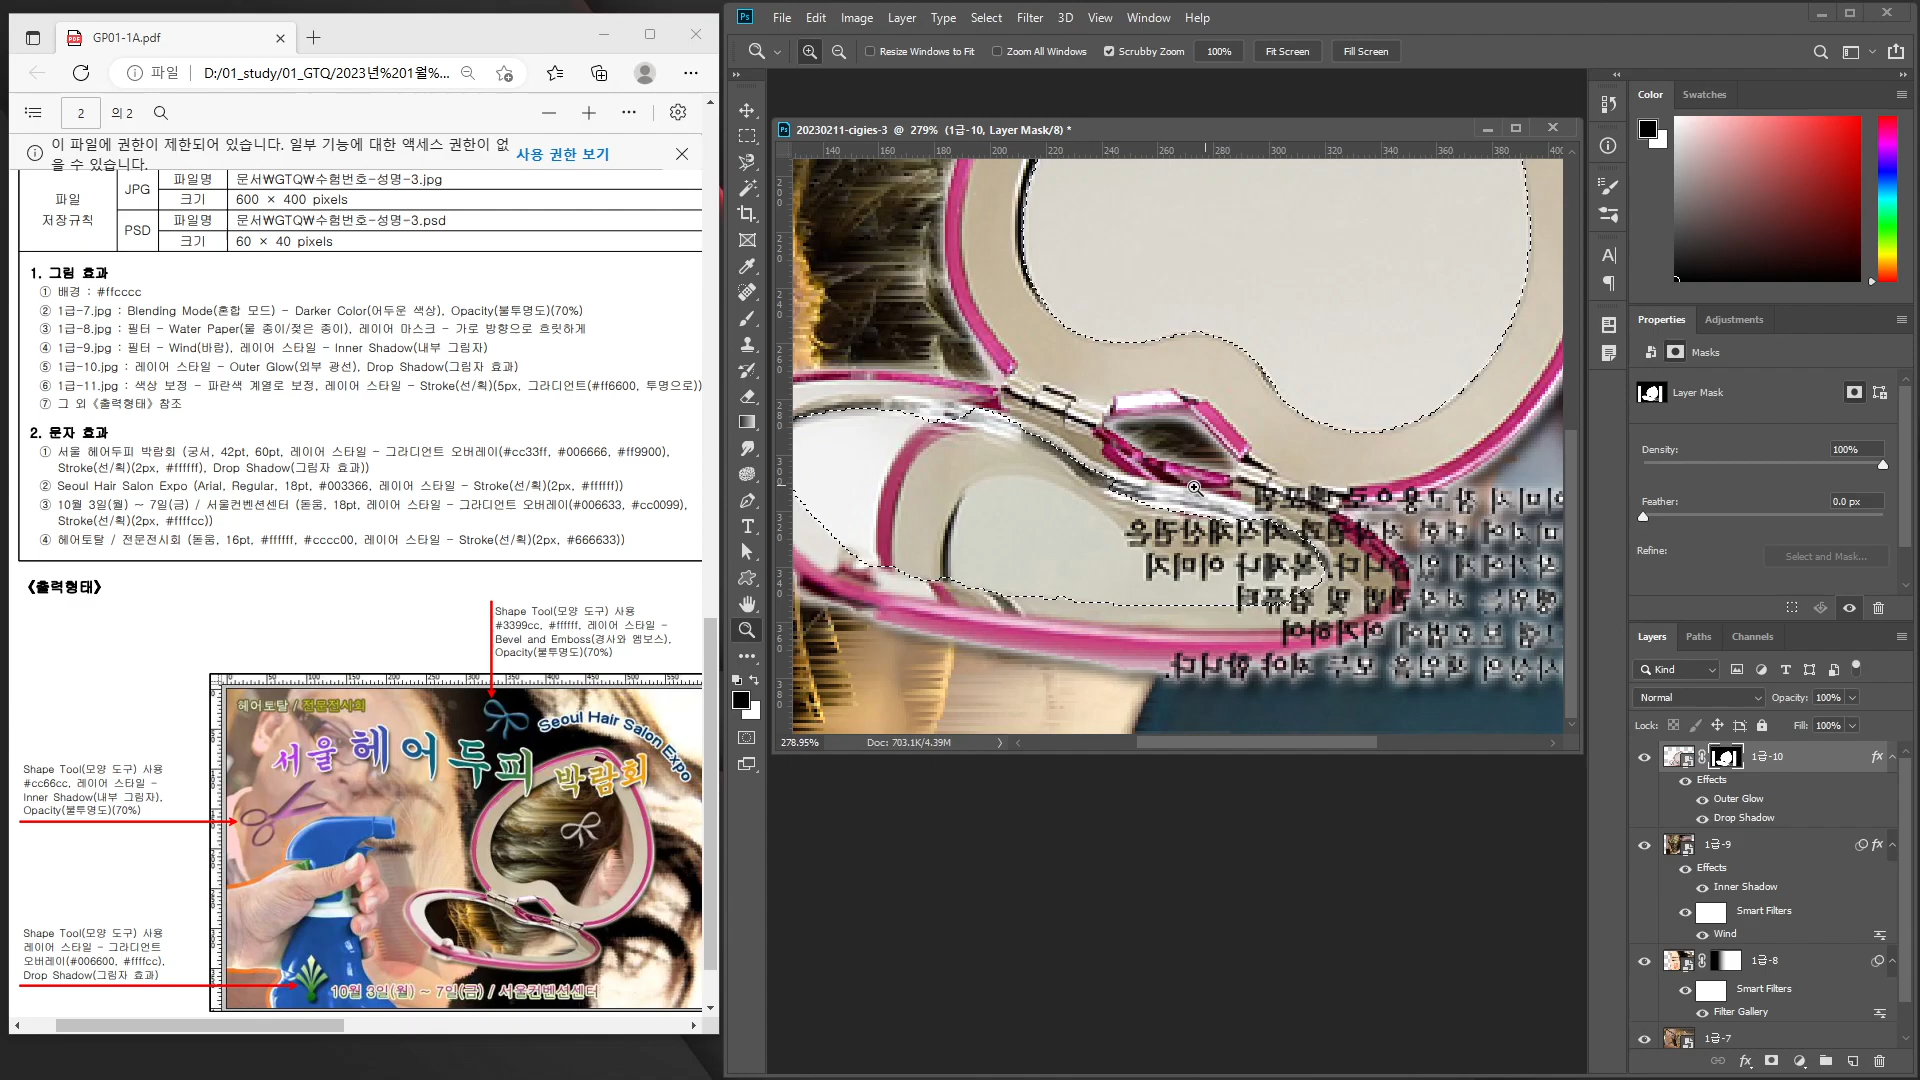 GP01-1A.pdf
파일
D:/01_study/01_GTQ/2023년%201월%...
2
의 2
이 파일에 권한이 제한되어 있습니다. 일부 기능에 대한 액세스 권한이 없
을 수 있습니다.
사용 권한 보기
파일
저장규칙
JPG
파일명
문서₩GTQ₩수험번호-성명-3.jpg
크기
600 × 400 pixels
PSD
파일명
문서₩GTQ₩수험번호-성명-3.psd
크기
60 × 40 pixels
1. 그림 효과
① 배경 : #ffcccc
② 1급-7.jpg : Blending Mode(혼합 모드) - Darker Color(어두운 색상), Opacity(불투명도)(70%)
③ 1급-8.jpg : 필터 - Water Paper(물 종이/젖은 종이), 레이어 마스크 - 가로 방향으로 흐릿하게
④ 1급-9.jpg : 필터 - Wind(바람), 레이어 스타일 - Inner Shadow(내부 그림자)
⑤ 1급-10.jpg : 레이어 스타일 - Outer Glow(외부 광선), Drop Shadow(그림자 효과)
⑥ 1급-11.jpg : 색상 보정 - 파란색 계열로 보정, 레이어 스타일 - Stroke(선/획)(5px, 그라디언트(#ff6600, 투명으로))
⑦ 그 외 《출력형태》 참조
2. 문자 효과
① 서울 헤어두피 박람회 (궁서, 42pt, 60pt, 레이어 스타일 - 그라디언트 오버레이(#cc33ff, #006666, #ff9900),
Stroke(선/획)(2px, #ffffff), Drop Shadow(그림자 효과))
② Seoul Hair Salon Expo (Arial, Regular, 18pt, #003366, 레이어 스타일 - Stroke(선/획)(2px, #ffffff))
③ 10월 3일(월) ~ 7일(금) / 서울컨벤션센터 (돋움, 18pt, 레이어 스타일 - 그라디언트 오버레이(#006633, #cc0099),
Stroke(선/획)(2px, #ffffcc))
④ 헤어토탈 / 전문전시회 (돋움, 16pt, #ffffff, #cccc00, 레이어 스타일 - Stroke(선/획)(2px, #666633))
《출력형태》
Shape Tool(모양 도구) 사용
#3399cc, #ffffff, 레이어 스타일 -
Bevel and Emboss(경사와 엠보스),
Opacity(불투명도)(70%)
0 50 100 150 200 250 300 350 400 450 500 550
헤어토탈 / 전문전시회
서울 헤어두피 박람회
Seoul Hair Salon Expo
Shape Tool(모양 도구) 사용
#cc66cc, 레이어 스타일 -
Inner Shadow(내부 그림자),
Opacity(불투명도)(70%)
Shape Tool(모양 도구) 사용
레이어 스타일 - 그라디언트
오버레이(#006600, #ffffcc),
Drop Shadow(그림자 효과)
10월 3일(월) ~ 7일(금) / 서울컨벤션센터
Ps File Edit Image Layer Type Select Filter 3D View Window Help
Resize Windows to Fit Zoom All Windows Scrubby Zoom 100% Fit Screen Fill Screen
20230211-cigies-3 @ 279% (1급-10, Layer Mask/8) *
140 160 180 200 220 240 260 280 300 320 340 360 380 400
278.95%
Doc: 703.1K/4.39M
Color Swatches
Properties Adjustments
Masks
Layer Mask
Density: 100%
Feather: 0.0 px
Refine: Select and Mask...
Layers Paths Channels
Kind
Normal Opacity: 100%
Lock: Fill: 100%
1급-10 fx
Effects
Outer Glow
Drop Shadow
1급-9 fx
Effects
Inner Shadow
Smart Filters
Wind
1급-8
Smart Filters
Filter Gallery
1급-7
fx